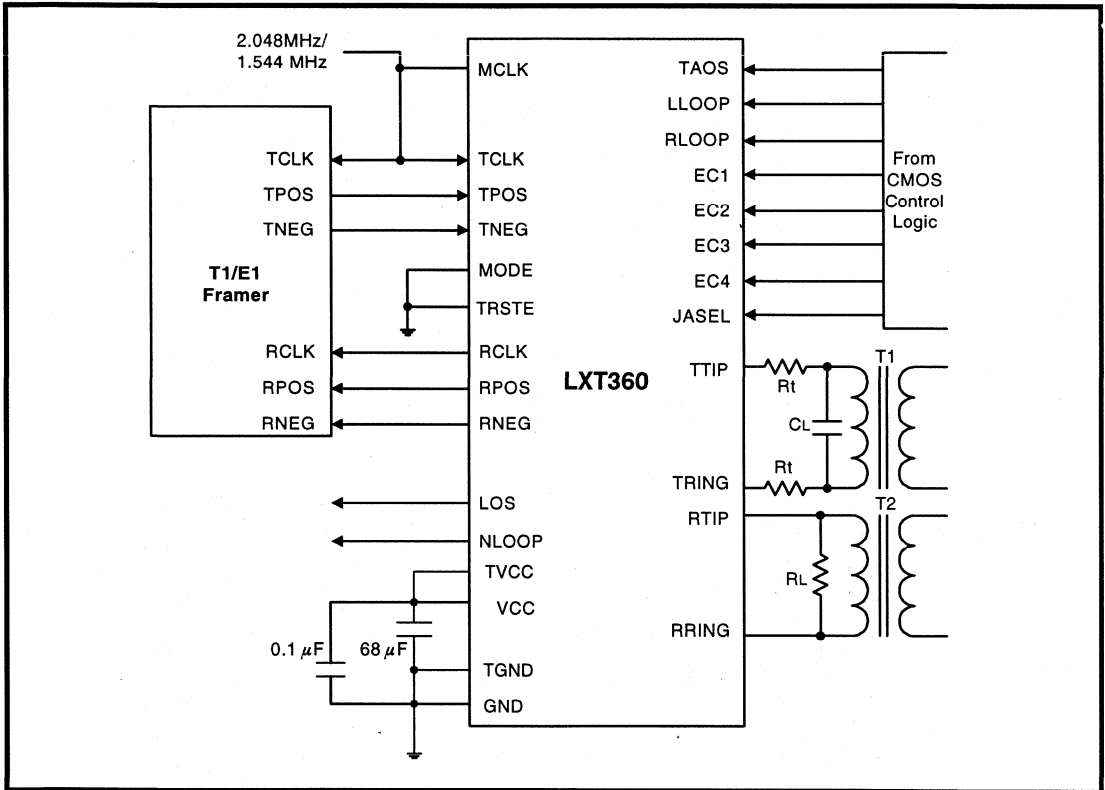 2.048MHz/
1.544 MHz
T1/E1
Framer
TCLK
TPOS
TNEG
RCLK
RPOS
RNEG
LXT360
MCLK
TCLK
TPOS
TNEG
MODE
TRSTE
RCLK
RPOS
RNEG
LOS
NLOOP
TVCC
VCC
TGND
GND
0.1 μF
68 μF
TAOS
LLOOP
RLOOP
EC1
EC2
EC3
EC4
JASEL
TTIP
TRING
RTIP
RRING
From
CMOS
Control
Logic
Rt
CL
Rt
T1
T2
RL